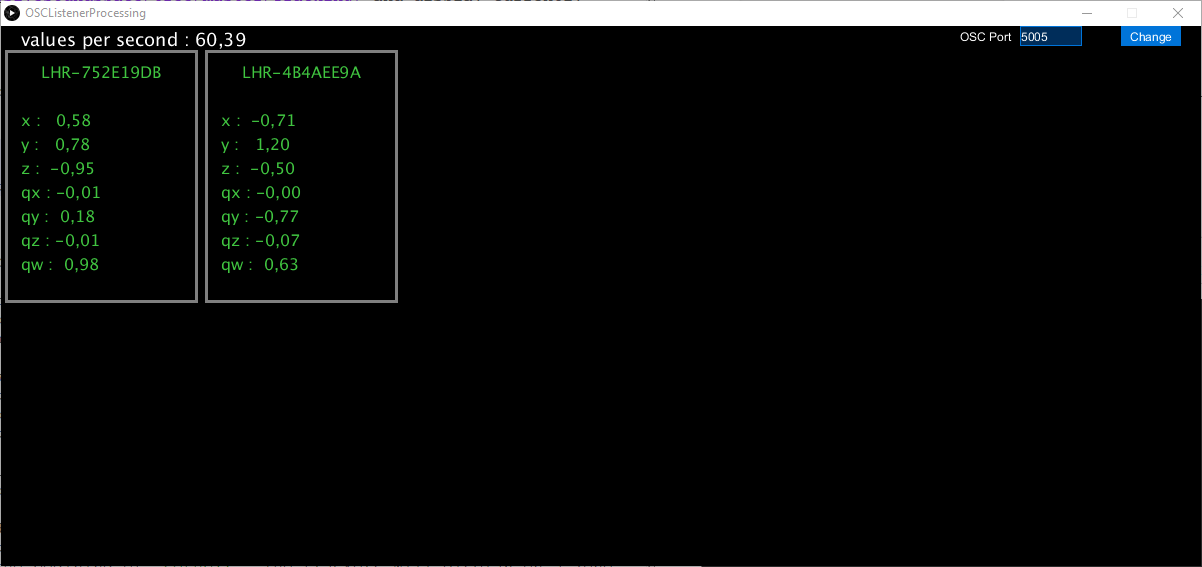 OSCListenerProcessing
values per second : 60,39
OSC Port 5005 Change
LHR-752E19DB
x : 0,58
y : 0,78
z : -0,95
qx : -0,01
qy : 0,18
qz : -0,01
qw : 0,98
LHR-4B4AEE9A
x : -0,71
y : 1,20
z : -0,50
qx : -0,00
qy : -0,77
qz : -0,07
qw : 0,63